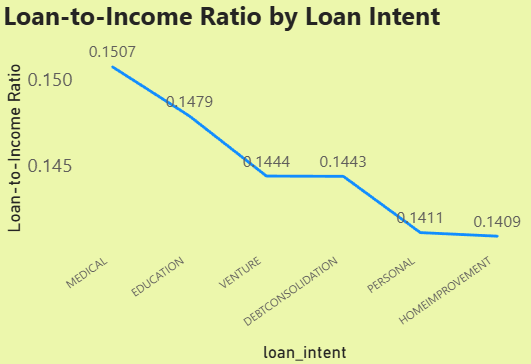 Loan-to-Income Ratio by Loan Intent
Loan-to-Income Ratio
0.150
0.145
0.1507
0.1479
0.1444
0.1443
0.1411
0.1409
MEDICAL
EDUCATION
VENTURE
DEBTCONSOLIDATION
PERSONAL
HOMEIMPROVEMENT
loan_intent